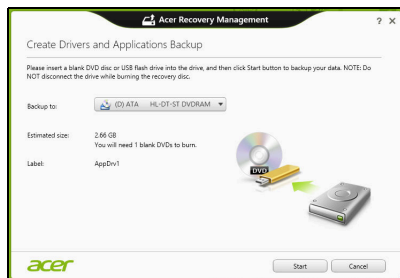 Acer Recovery Management
? ×
Create Drivers and Applications Backup
Please insert a blank DVD disc or USB flash drive into the drive, and then click Start button to backup your data. NOTE: Do
NOT disconnect the drive while burning the recovery disc.
Backup to: (D) ATA HL-DT-ST DVDRAM
Estimated size: 2.66 GB
You will need 1 blank DVDs to burn.
Label: AppDrv1
DVD
acer Start Cancel